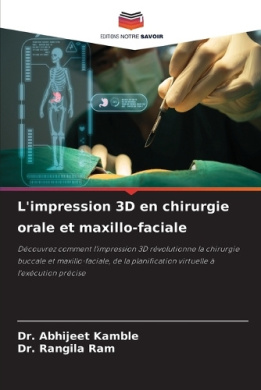 EDITIONS NOTRE SAVOIR
L'impression 3D en chirurgie
orale et maxillo-faciale
Découvrez comment l'impression 3D révolutionne la chirurgie
buccale et maxillo-faciale, de la planification virtuelle à
l'exécution précise
Dr. Abhijeet Kamble
Dr. Rangila Ram